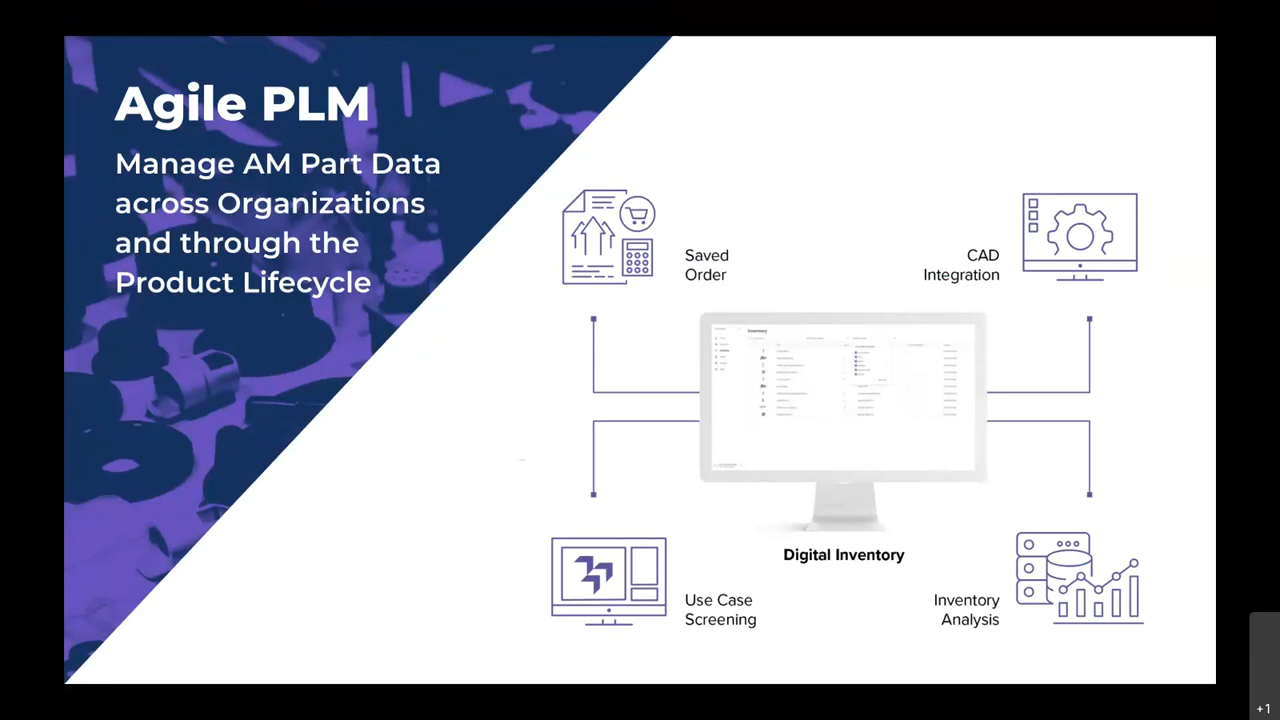 Agile PLM
Manage AM Part Data
across Organizations
and through the
Product Lifecycle
Saved
Order
CAD
Integration
Inventory
Digital Inventory
Use Case
Screening
Inventory
Analysis
+1